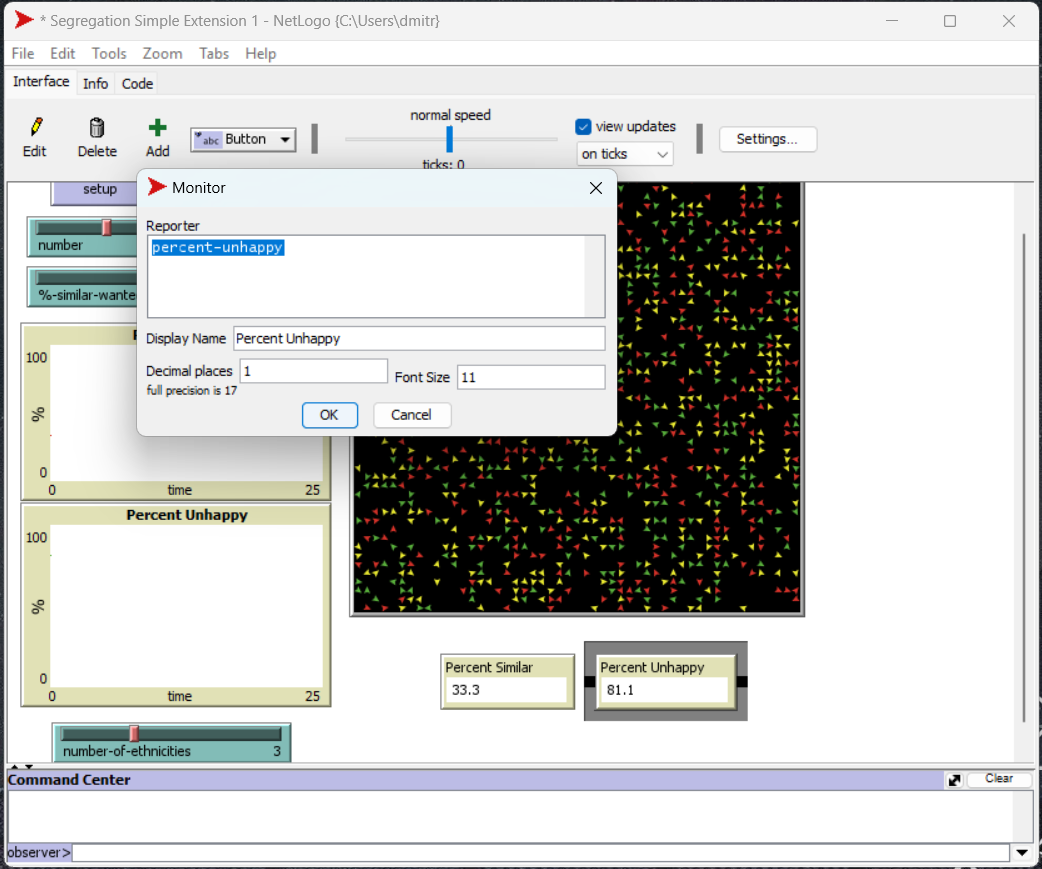 * Segregation Simple Extension 1 - NetLogo {C:\Users\dmitr}
File Edit Tools Zoom Tabs Help
Interface Info Code
normal speed
Edit Delete Add
abc Button
view updates
on ticks
Settings...
ticks: 0
setup
number
%-similar-wante
Monitor
Reporter
percent-unhappy
Display Name Percent Unhappy
Decimal places 1
full precision is 17
Font Size 11
OK Cancel
100
%
0
0 time 25
Percent Unhappy
100
%
0
0 time 25
Percent Similar
33.3
Percent Unhappy
81.1
number-of-ethnicities 3
Command Center
Clear
observer>